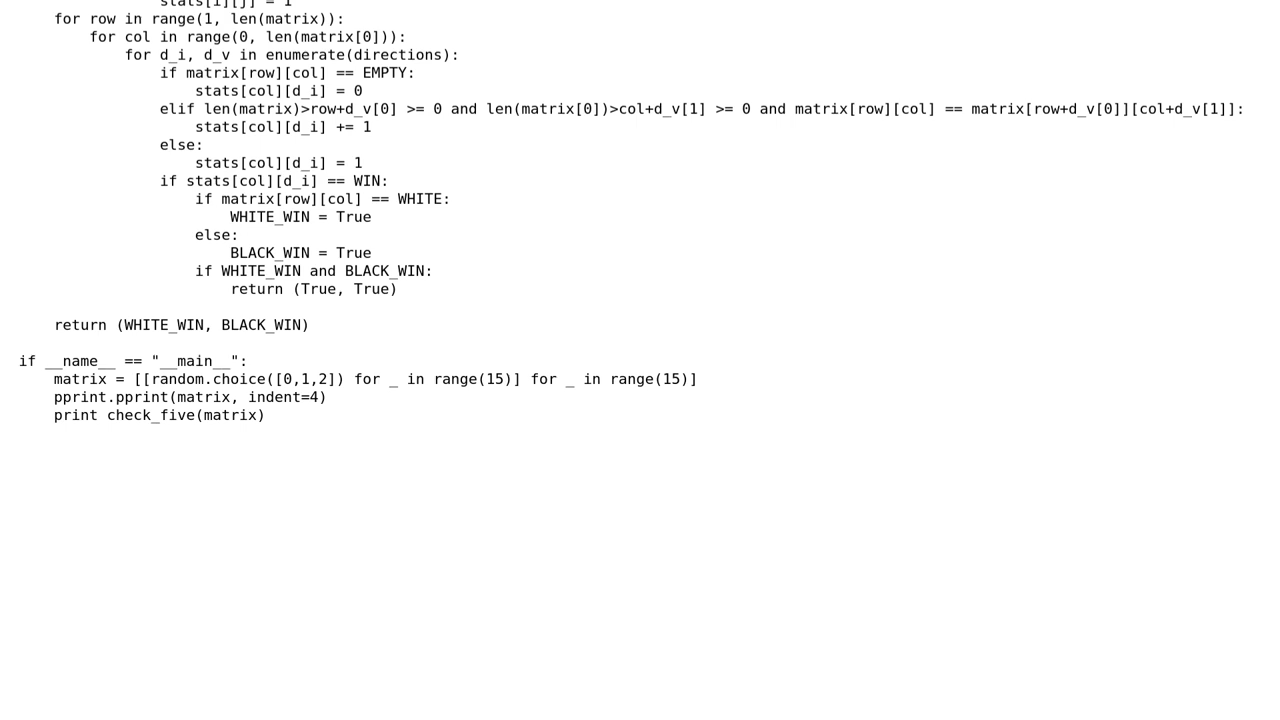 stats[i][j] = 1
    for row in range(1, len(matrix)):
        for col in range(0, len(matrix[0])):
            for d_i, d_v in enumerate(directions):
                if matrix[row][col] == EMPTY:
                    stats[col][d_i] = 0
                elif len(matrix)>row+d_v[0] >= 0 and len(matrix[0])>col+d_v[1] >= 0 and matrix[row][col] == matrix[row+d_v[0]][col+d_v[1]]:
                    stats[col][d_i] += 1
                else:
                    stats[col][d_i] = 1
                if stats[col][d_i] == WIN:
                    if matrix[row][col] == WHITE:
                        WHITE_WIN = True
                    else:
                        BLACK_WIN = True
                    if WHITE_WIN and BLACK_WIN:
                        return (True, True)

    return (WHITE_WIN, BLACK_WIN)

if __name__ == "__main__":
    matrix = [[random.choice([0,1,2]) for _ in range(15)] for _ in range(15)]
    pprint.pprint(matrix, indent=4)
    print check_five(matrix)